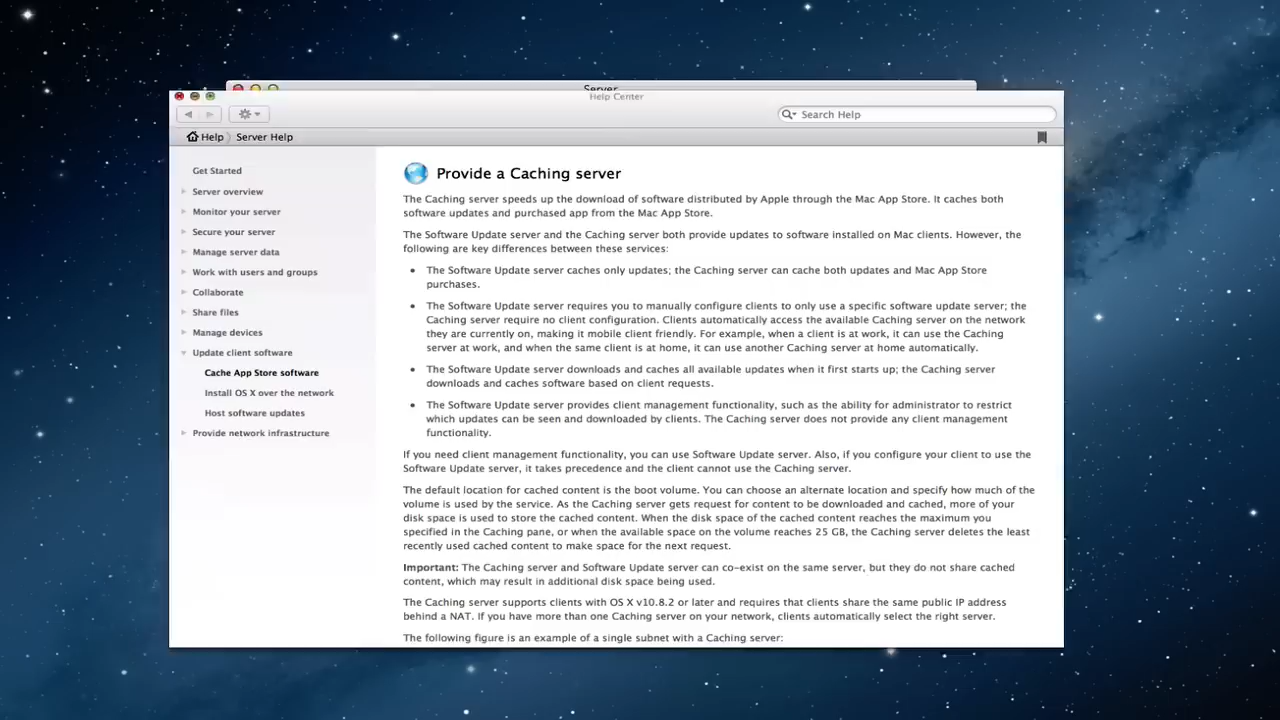 Server
Help Center
Search Help
Help
Server Help
Get Started
Server overview
Monitor your server
Secure your server
Manage server data
Work with users and groups
Collaborate
Share files
Manage devices
Update client software
Cache App Store software
Install OS X over the network
Host software updates
Provide network infrastructure
Provide a Caching server
The Caching server speeds up the download of software distributed by Apple through the Mac App Store. It caches both
software updates and purchased app from the Mac App Store.
The Software Update server and the Caching server both provide updates to software installed on Mac clients. However, the
following are key differences between these services:
• The Software Update server caches only updates; the Caching server can cache both updates and Mac App Store
purchases.
• The Software Update server requires you to manually configure clients to only use a specific software update server; the
Caching server require no client configuration. Clients automatically access the available Caching server on the network
they are currently on, making it mobile client friendly. For example, when a client is at work, it can use the Caching
server at work, and when the same client is at home, it can use another Caching server at home automatically.
• The Software Update server downloads and caches all available updates when it first starts up; the Caching server
downloads and caches software based on client requests.
• The Software Update server provides client management functionality, such as the ability for administrator to restrict
which updates can be seen and downloaded by clients. The Caching server does not provide any client management
functionality.
If you need client management functionality, you can use Software Update server. Also, if you configure your client to use the
Software Update server, it takes precedence and the client cannot use the Caching server.
The default location for cached content is the boot volume. You can choose an alternate location and specify how much of the
volume is used by the service. As the Caching server gets request for content to be downloaded and cached, more of your
disk space is used to store the cached content. When the disk space of the cached content reaches the maximum you
specified in the Caching pane, or when the available space on the volume reaches 25 GB, the Caching server deletes the least
recently used cached content to make space for the next request.
Important: The Caching server and Software Update server can co-exist on the same server, but they do not share cached
content, which may result in additional disk space being used.
The Caching server supports clients with OS X v10.8.2 or later and requires that clients share the same public IP address
behind a NAT. If you have more than one Caching server on your network, clients automatically select the right server.
The following figure is an example of a single subnet with a Caching server: